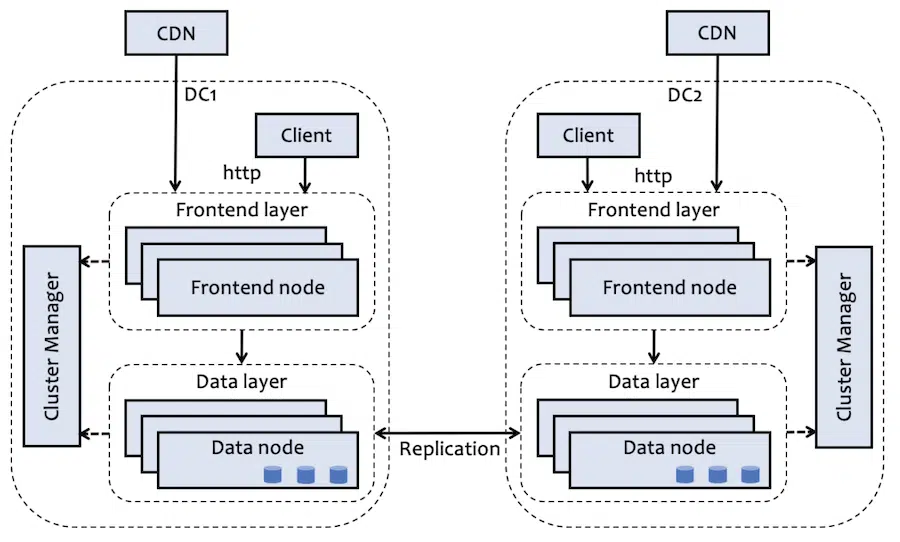 CDN
CDN
DC1
DC2
Client
Client
http
http
Frontend layer
Frontend layer
Frontend node
Frontend node
Cluster Manager
Cluster Manager
Data layer
Data layer
Data node
Data node
Replication